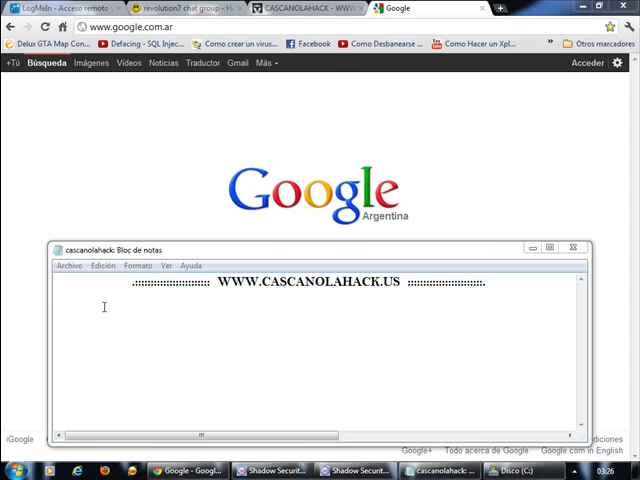 LogMeIn - Acceso remoto
revolution7 chat group - H
CASCANOLAHACK - WWW
Google
www.google.com.ar
Delux GTA Map Con...
Defacing - SQL Injec...
Como crear un virus...
Facebook
Como Desbanearse...
Como Hacer un Xpl...
Otros marcadores
+Tú Búsqueda Imágenes Vídeos Noticias Traductor Gmail Más Acceder
Google
Argentina
cascanolahack: Bloc de notas
Archivo Edición Formato Ver Ayuda
.:::::::::::::::::::::::: WWW.CASCANOLAHACK.US ::::::::::::::::::::::::.
iGoogle
Google+ Todo acerca de Google Google.com in English
Google - Googl...
Shadow Securit...
Shadow Securit...
cascanolahack: ...
Disco (C:)
03:26